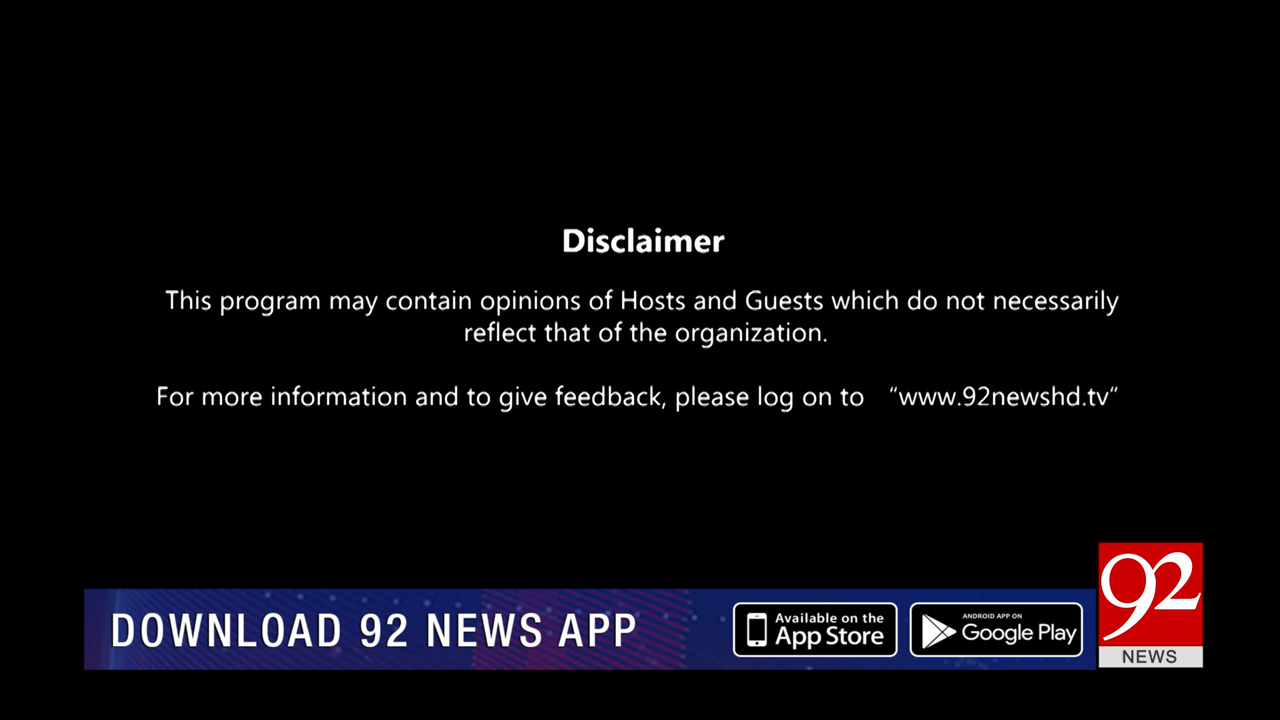 Disclaimer
This program may contain opinions of Hosts and Guests which do not necessarily
reflect that of the organization.
For more information and to give feedback, please log on to “www.92newshd.tv”
DOWNLOAD 92 NEWS APP
Available on the
App Store
ANDROID APP ON
Google Play
92
NEWS